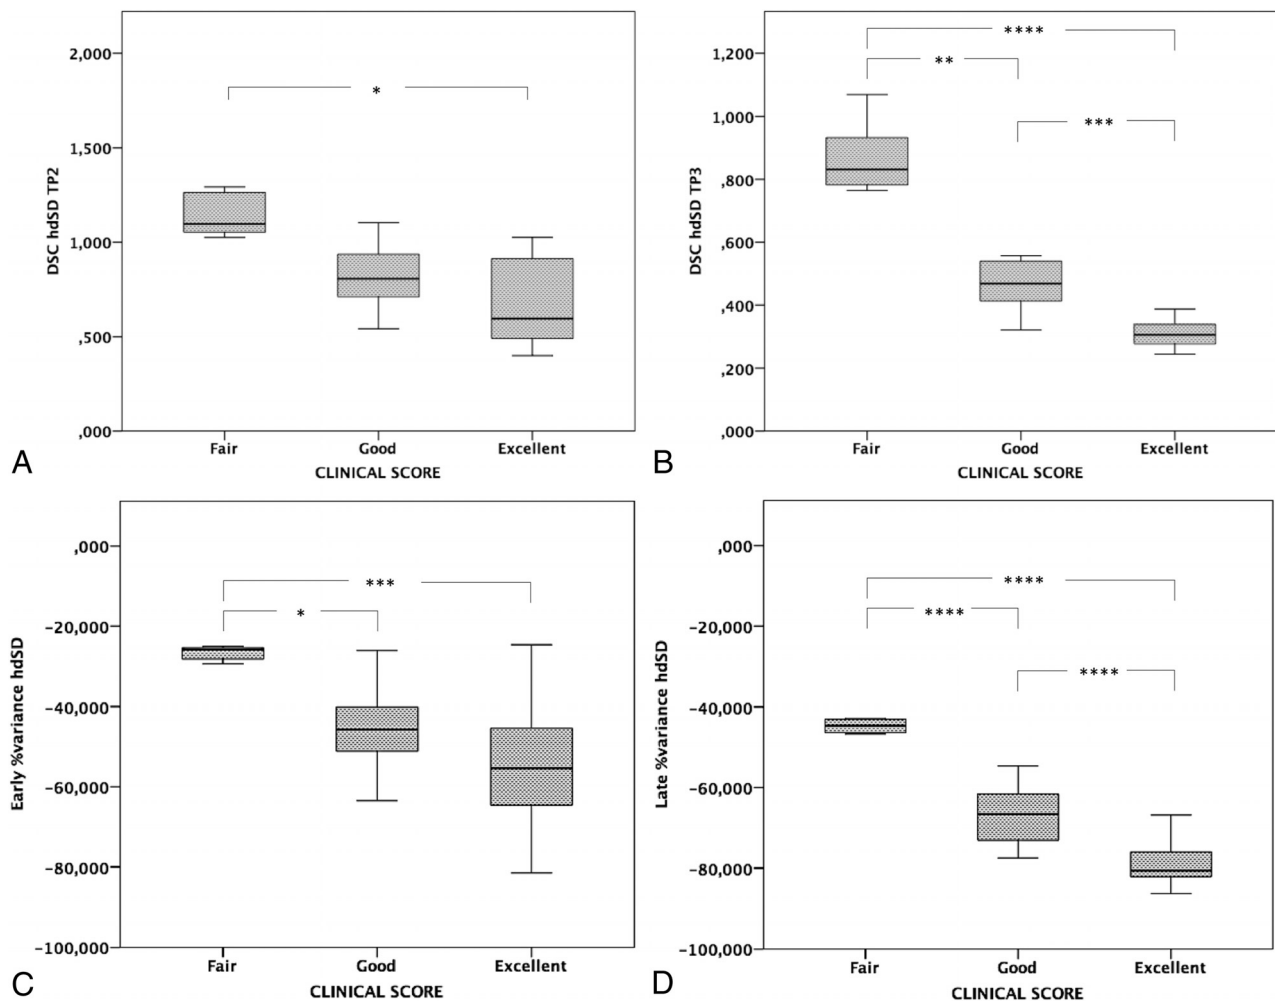 2,000
1,500
1,000
,500
,000
DSC hdSD TP2
*
Fair Good Excellent
CLINICAL SCORE
A
1,200
1,000
,800
,600
,400
,200
,000
DSC hdSD TP3
****
**
***
Fair Good Excellent
CLINICAL SCORE
B
,000
-20,000
-40,000
-60,000
-80,000
-100,000
Early %variance hdSD
***
*
Fair Good Excellent
CLINICAL SCORE
C
,000
-20,000
-40,000
-60,000
-80,000
-100,000
Late %variance hdSD
****
****
****
Fair Good Excellent
CLINICAL SCORE
D